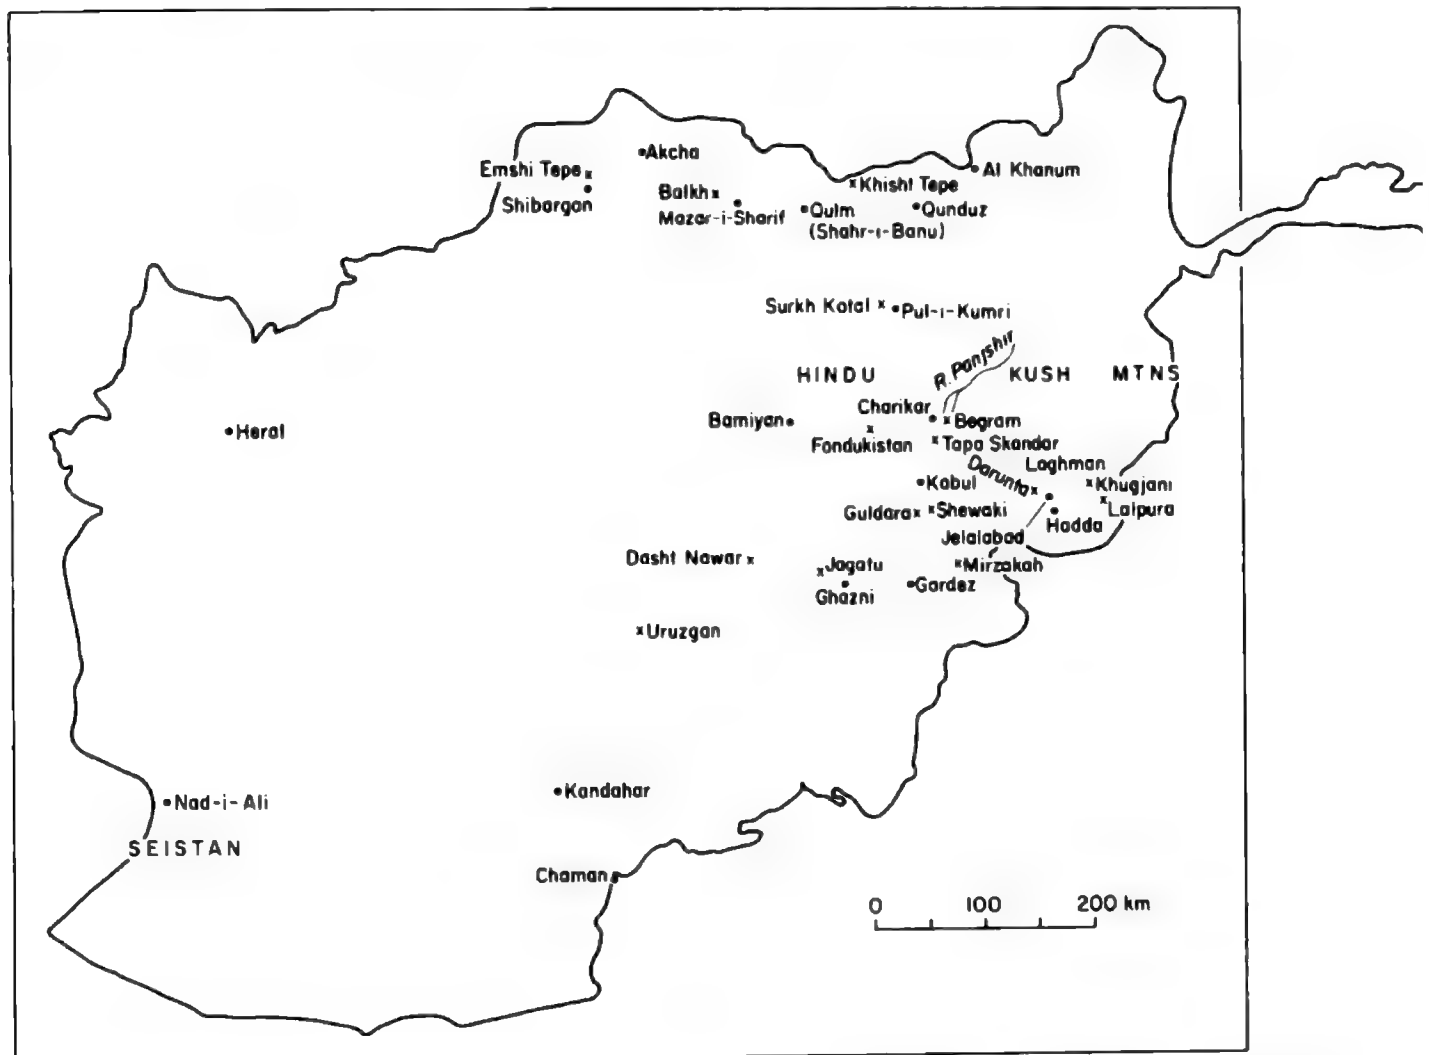 Akcha
Emshi Tepe
Shibargan
Balkh
Mazar-i-Sharif
Qulm
(Shahr-i-Banu)
Khisht Tepe
Qunduz
Ai Khanum
Surkh Kotal
Pul-i-Kumri
R. Panjshir
HINDU KUSH MTNS
Charikar
Bamiyan
Begram
Fondukistan
Tapa Skandar
Herat
Laghman
Darunta
Kabul
Khugjani
Lalpura
Guldara
Shewaki
Hadda
Jelalabad
Dasht Nawar
Jagatu
Mirzakah
Ghazni
Gardez
Uruzgan
Kandahar
Nad-i-Ali
SEISTAN
Chaman
0 100 200 km